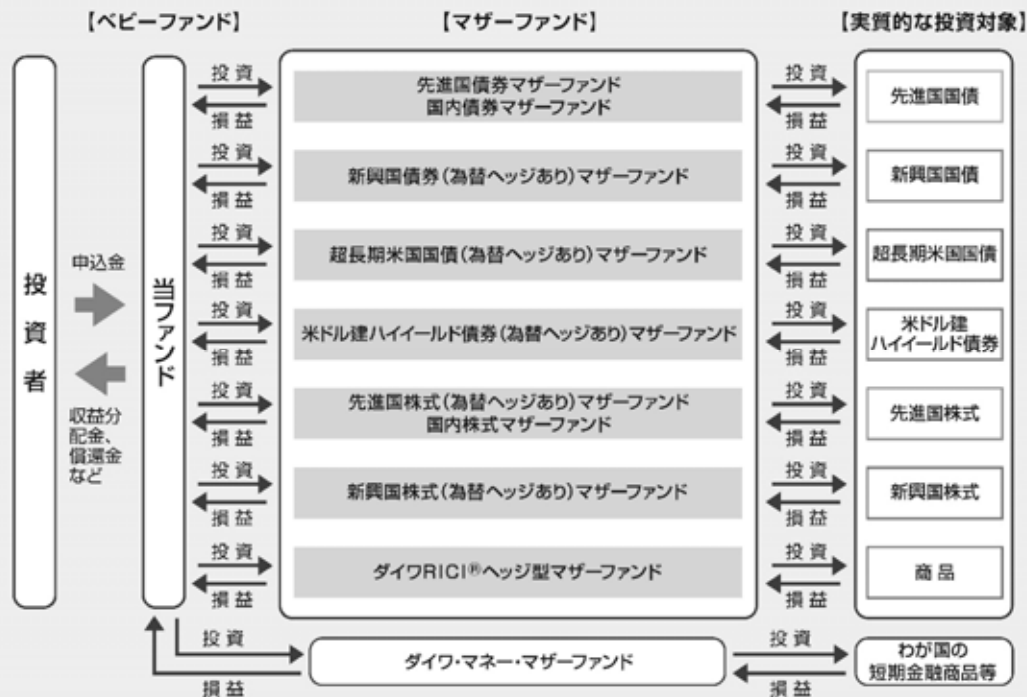 【ベビーファンド】
【マザーファンド】
【実質的な投資対象】
投資者
申込金
収益分
配金、
償還金
など
当ファンド
投資
損益
先進国債券マザーファンド
国内債券マザーファンド
投資
損益
先進国国債
投資
損益
新興国債券(為替ヘッジあり)マザーファンド
投資
損益
新興国国債
投資
損益
超長期米国国債(為替ヘッジあり)マザーファンド
投資
損益
超長期米国国債
投資
損益
米ドル建ハイイールド債券(為替ヘッジあり)マザーファンド
投資
損益
米ドル建
ハイイールド債券
投資
損益
先進国株式(為替ヘッジあり)マザーファンド
国内株式マザーファンド
投資
損益
先進国株式
投資
損益
新興国株式(為替ヘッジあり)マザーファンド
投資
損益
新興国株式
投資
損益
ダイワRICI®ヘッジ型マザーファンド
投資
損益
商品
投資
損益
ダイワ・マネー・マザーファンド
投資
損益
わが国の
短期金融商品等